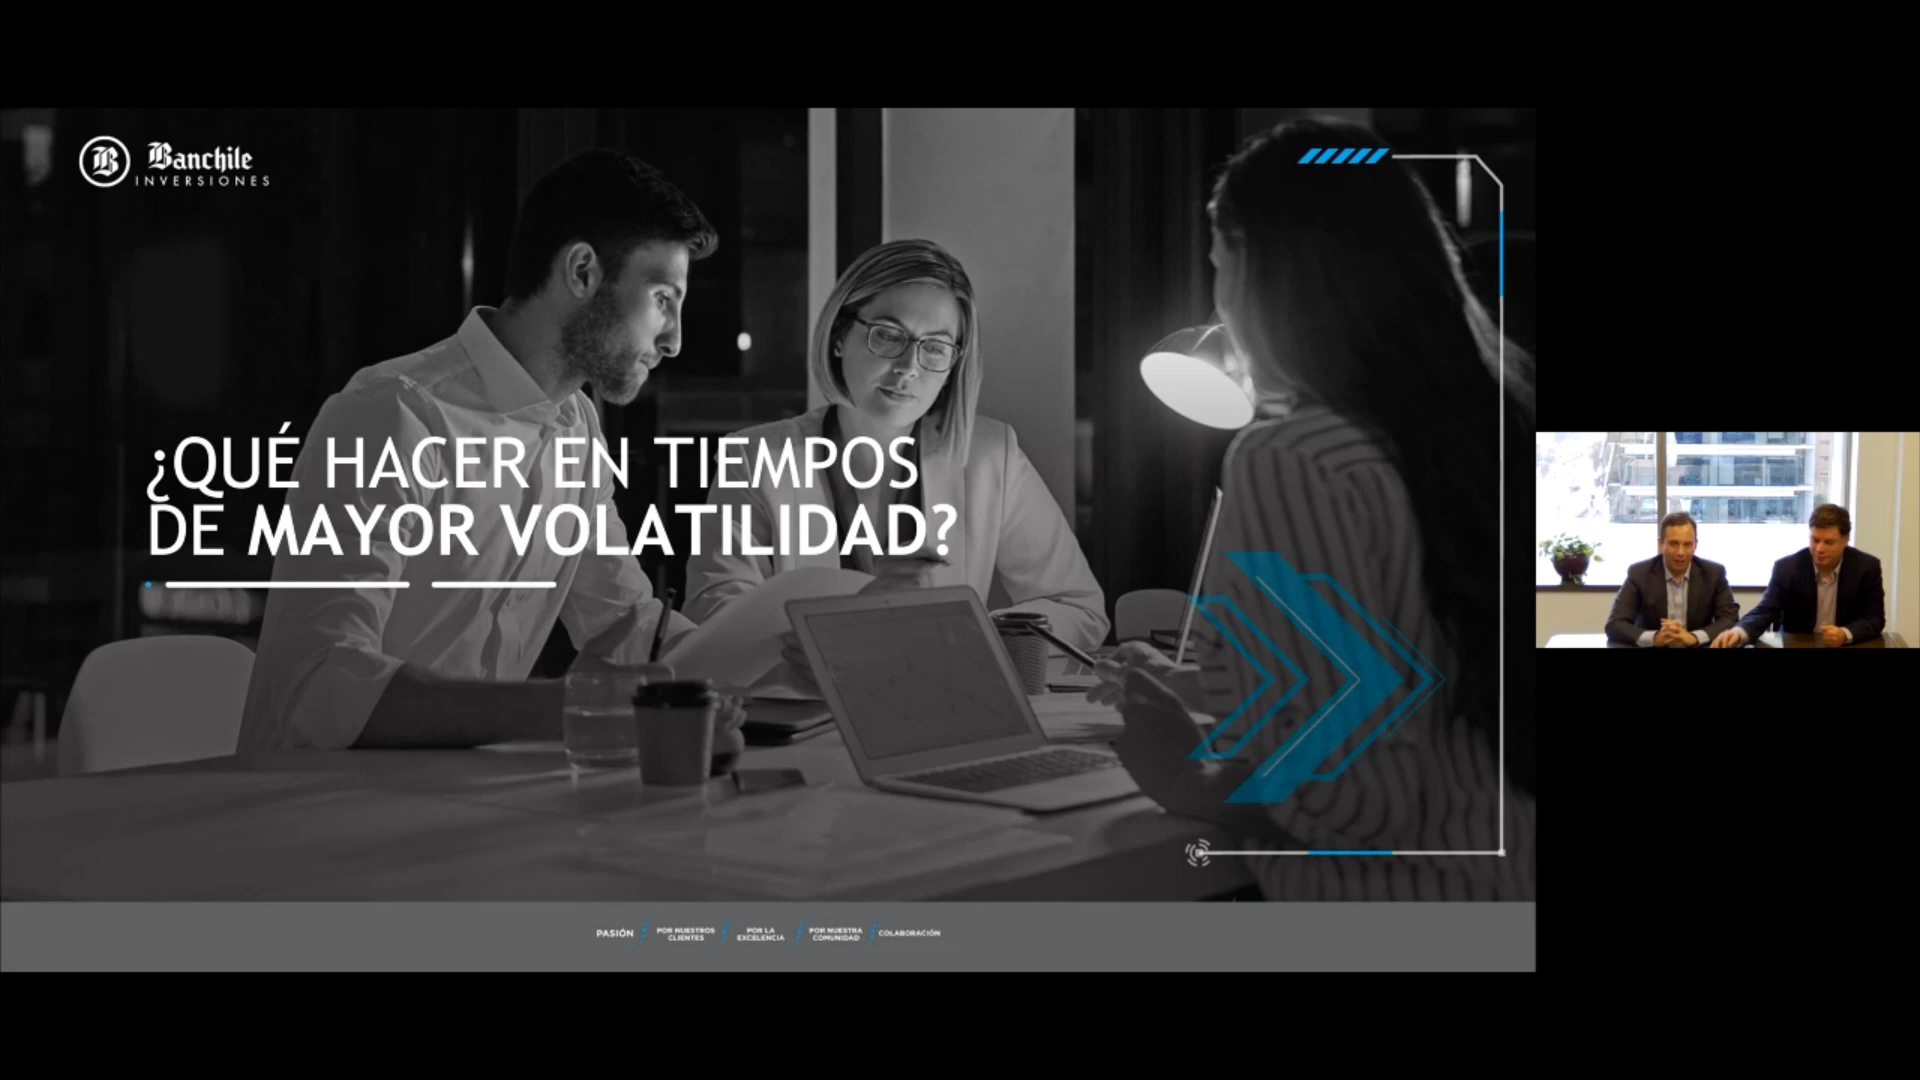 Banchile
INVERSIONES
¿QUÉ HACER EN TIEMPOS
DE MAYOR VOLATILIDAD?
PASIÓN
POR NUESTROS
CLIENTES
POR LA
EXCELENCIA
POR NUESTRA
COMUNIDAD
COLABORACIÓN